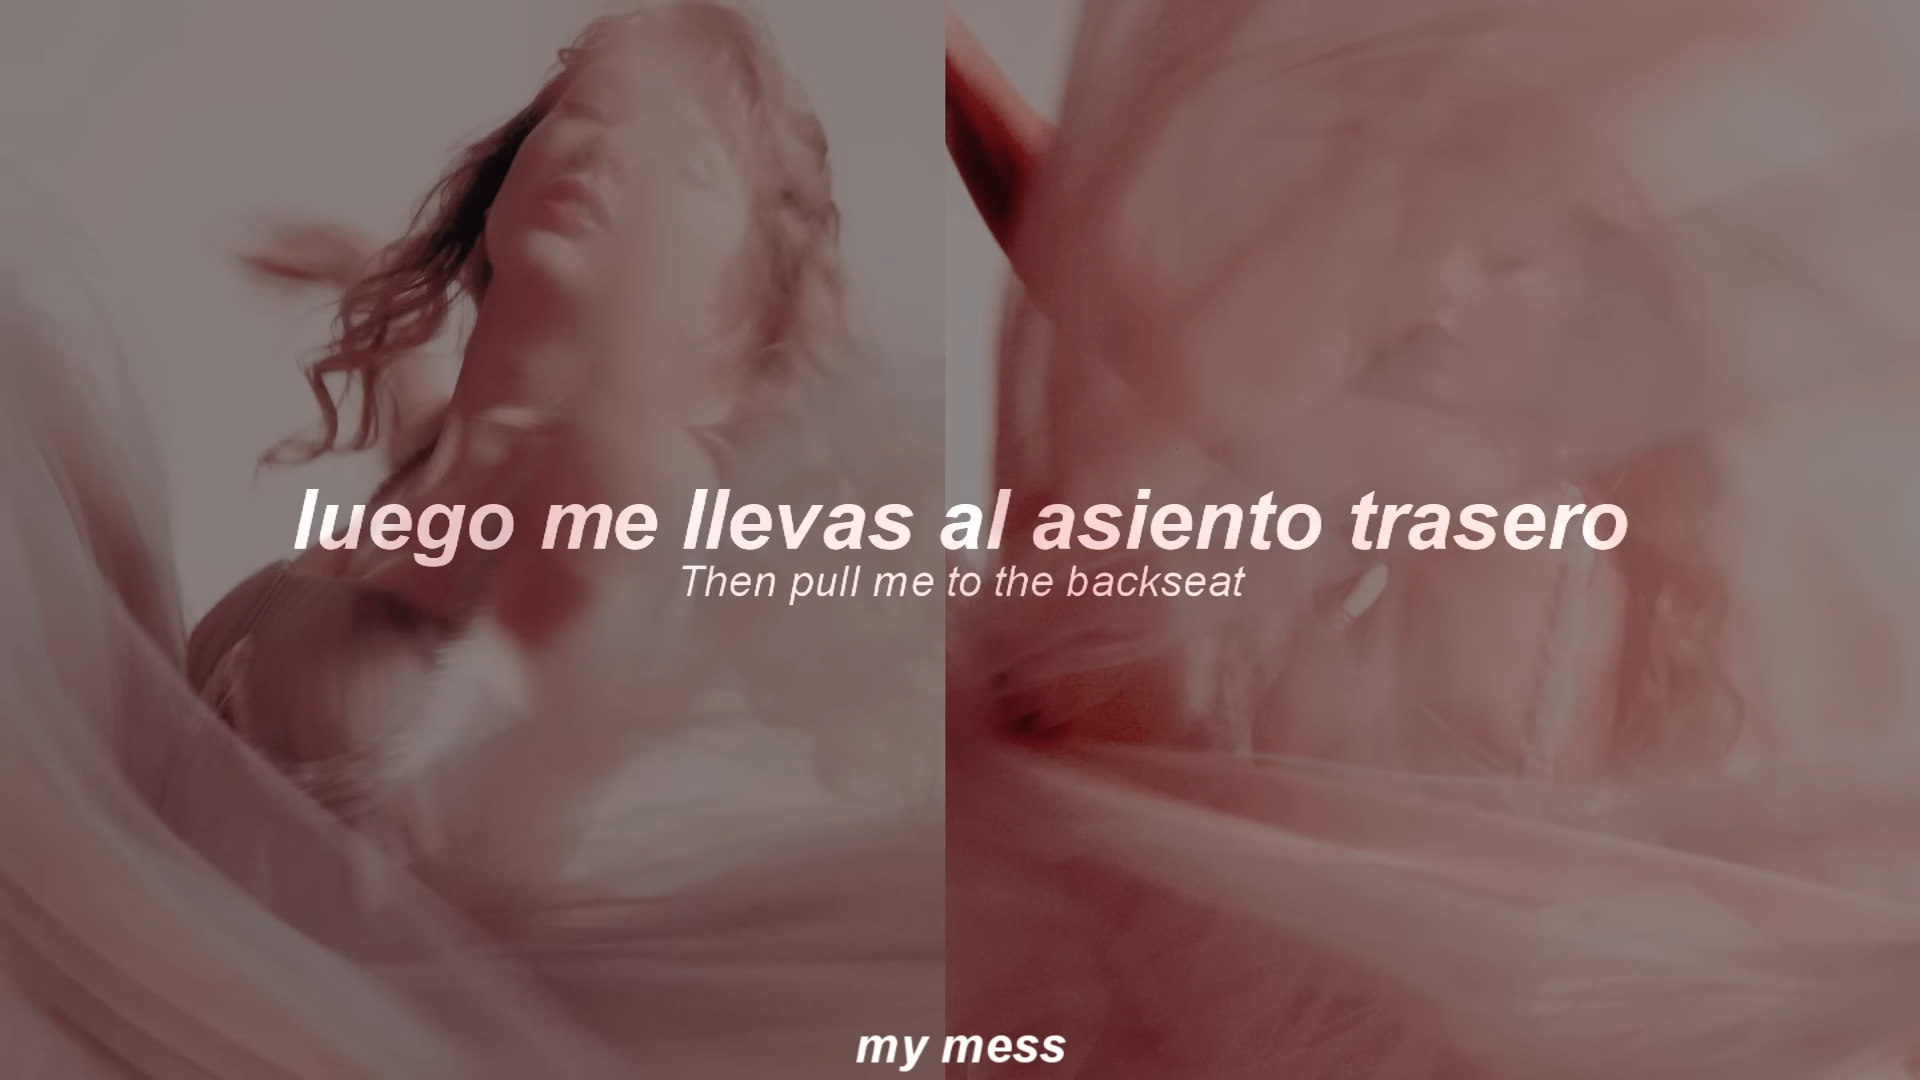 luego me llevas al asiento trasero
Then pull me to the backseat
my mess